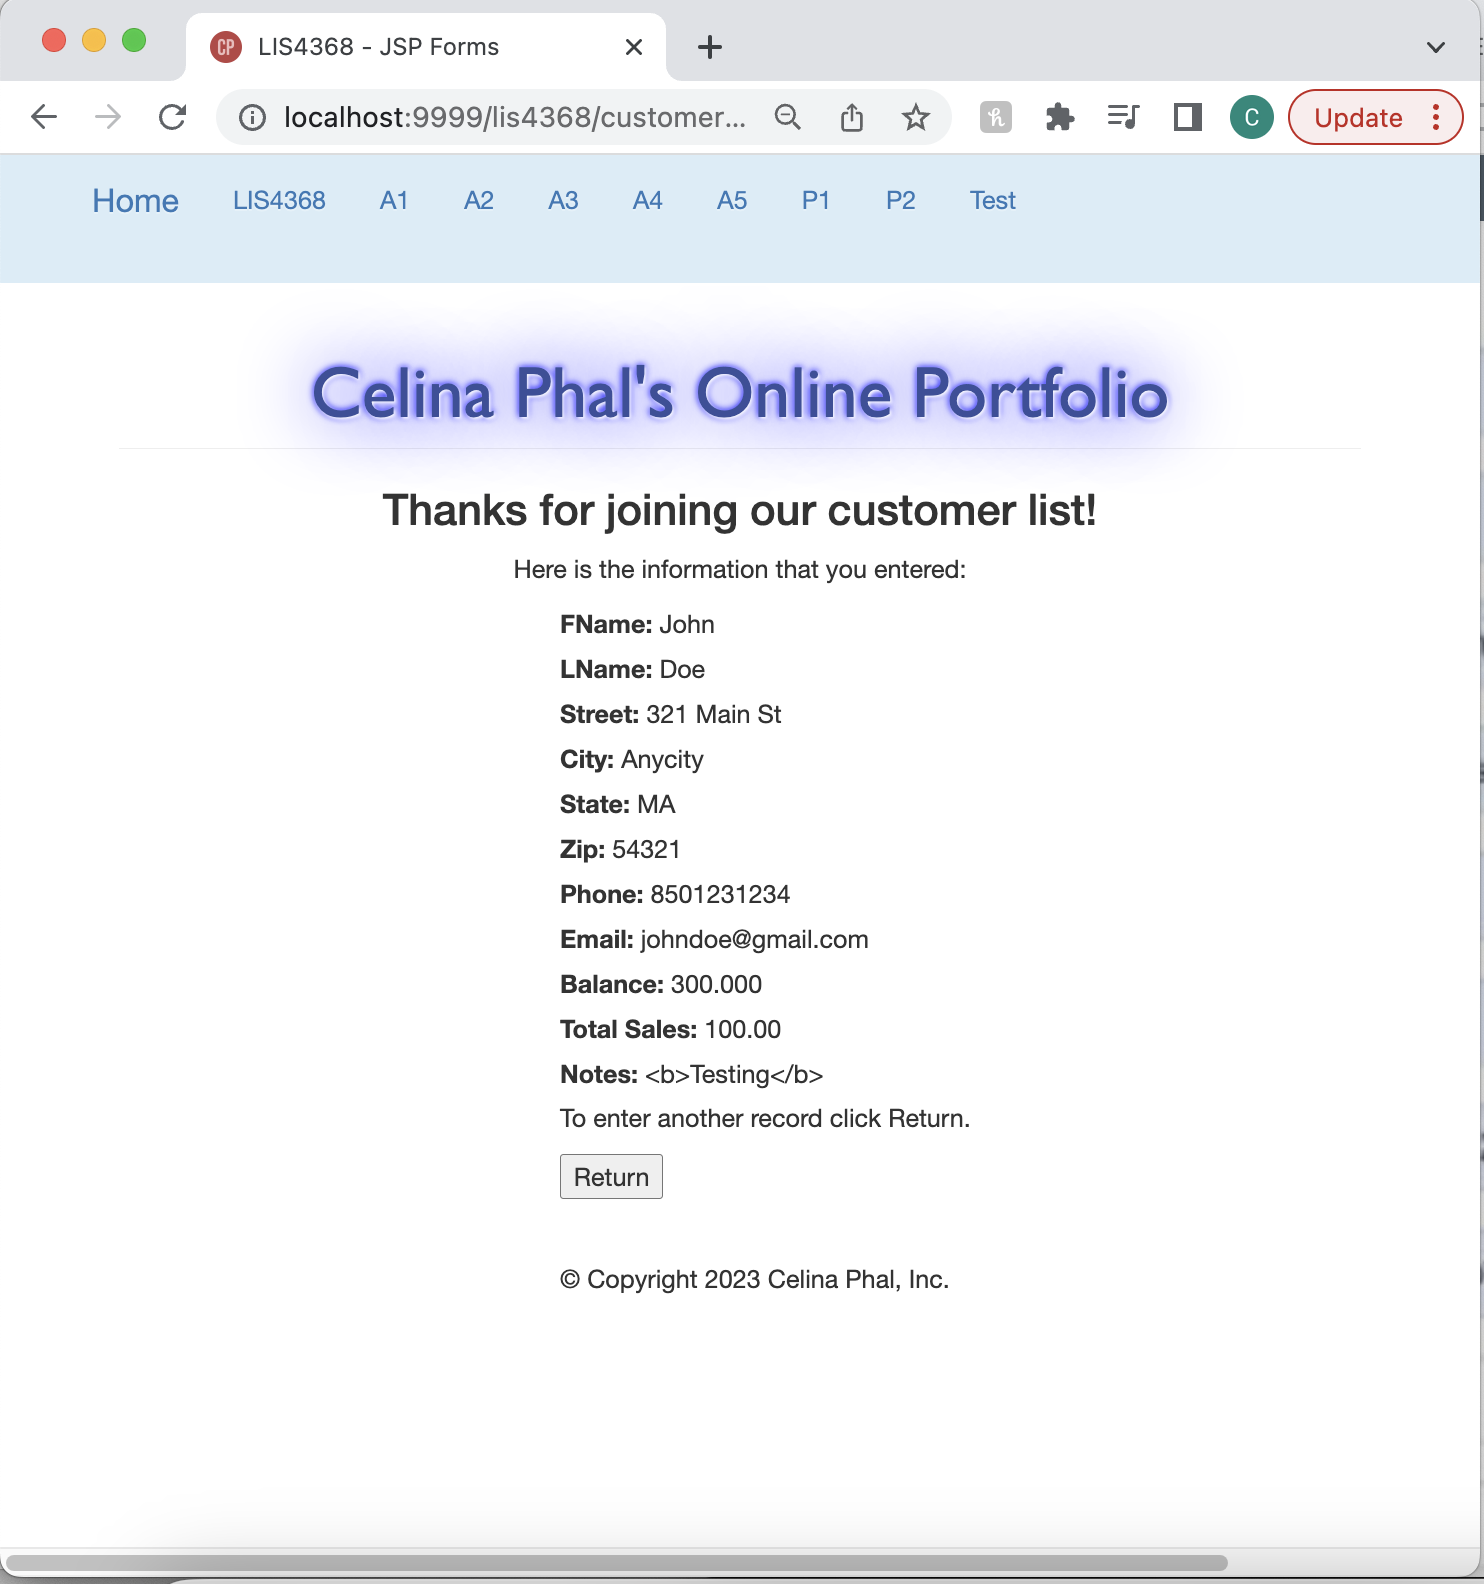 CP LIS4368 - JSP Forms
localhost:9999/lis4368/customer... C Update
Home LIS4368 A1 A2 A3 A4 A5 P1 P2 Test
Celina Phal's Online Portfolio
Thanks for joining our customer list!
Here is the information that you entered:
FName: John
LName: Doe
Street: 321 Main St
City: Anycity
State: MA
Zip: 54321
Phone: 8501231234
Email: johndoe@gmail.com
Balance: 300.000
Total Sales: 100.00
Notes: <b>Testing</b>
To enter another record click Return.
Return
© Copyright 2023 Celina Phal, Inc.